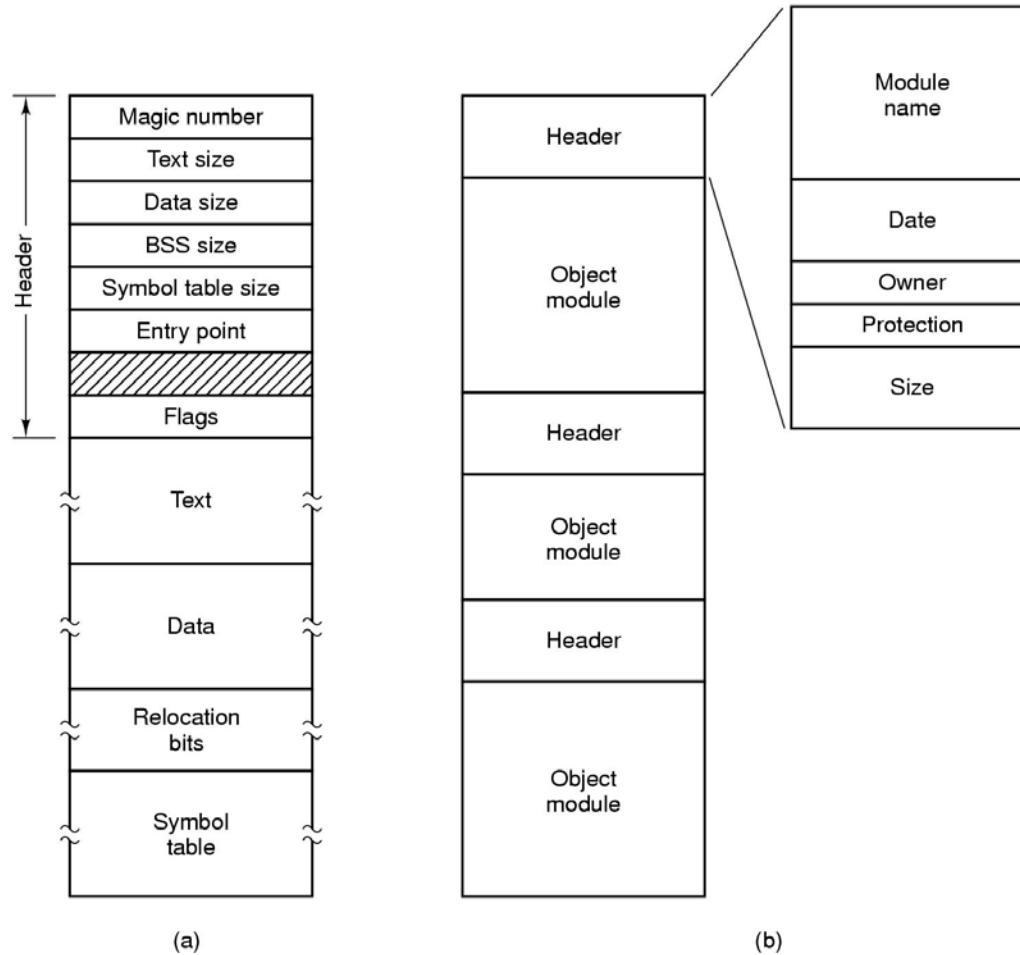 Header
Magic number
Text size
Data size
BSS size
Symbol table size
Entry point
Flags
Text
Data
Relocation
bits
Symbol
table
(a)
Header
Object
module
Header
Object
module
Header
Object
module
Module
name
Date
Owner
Protection
Size
(b)